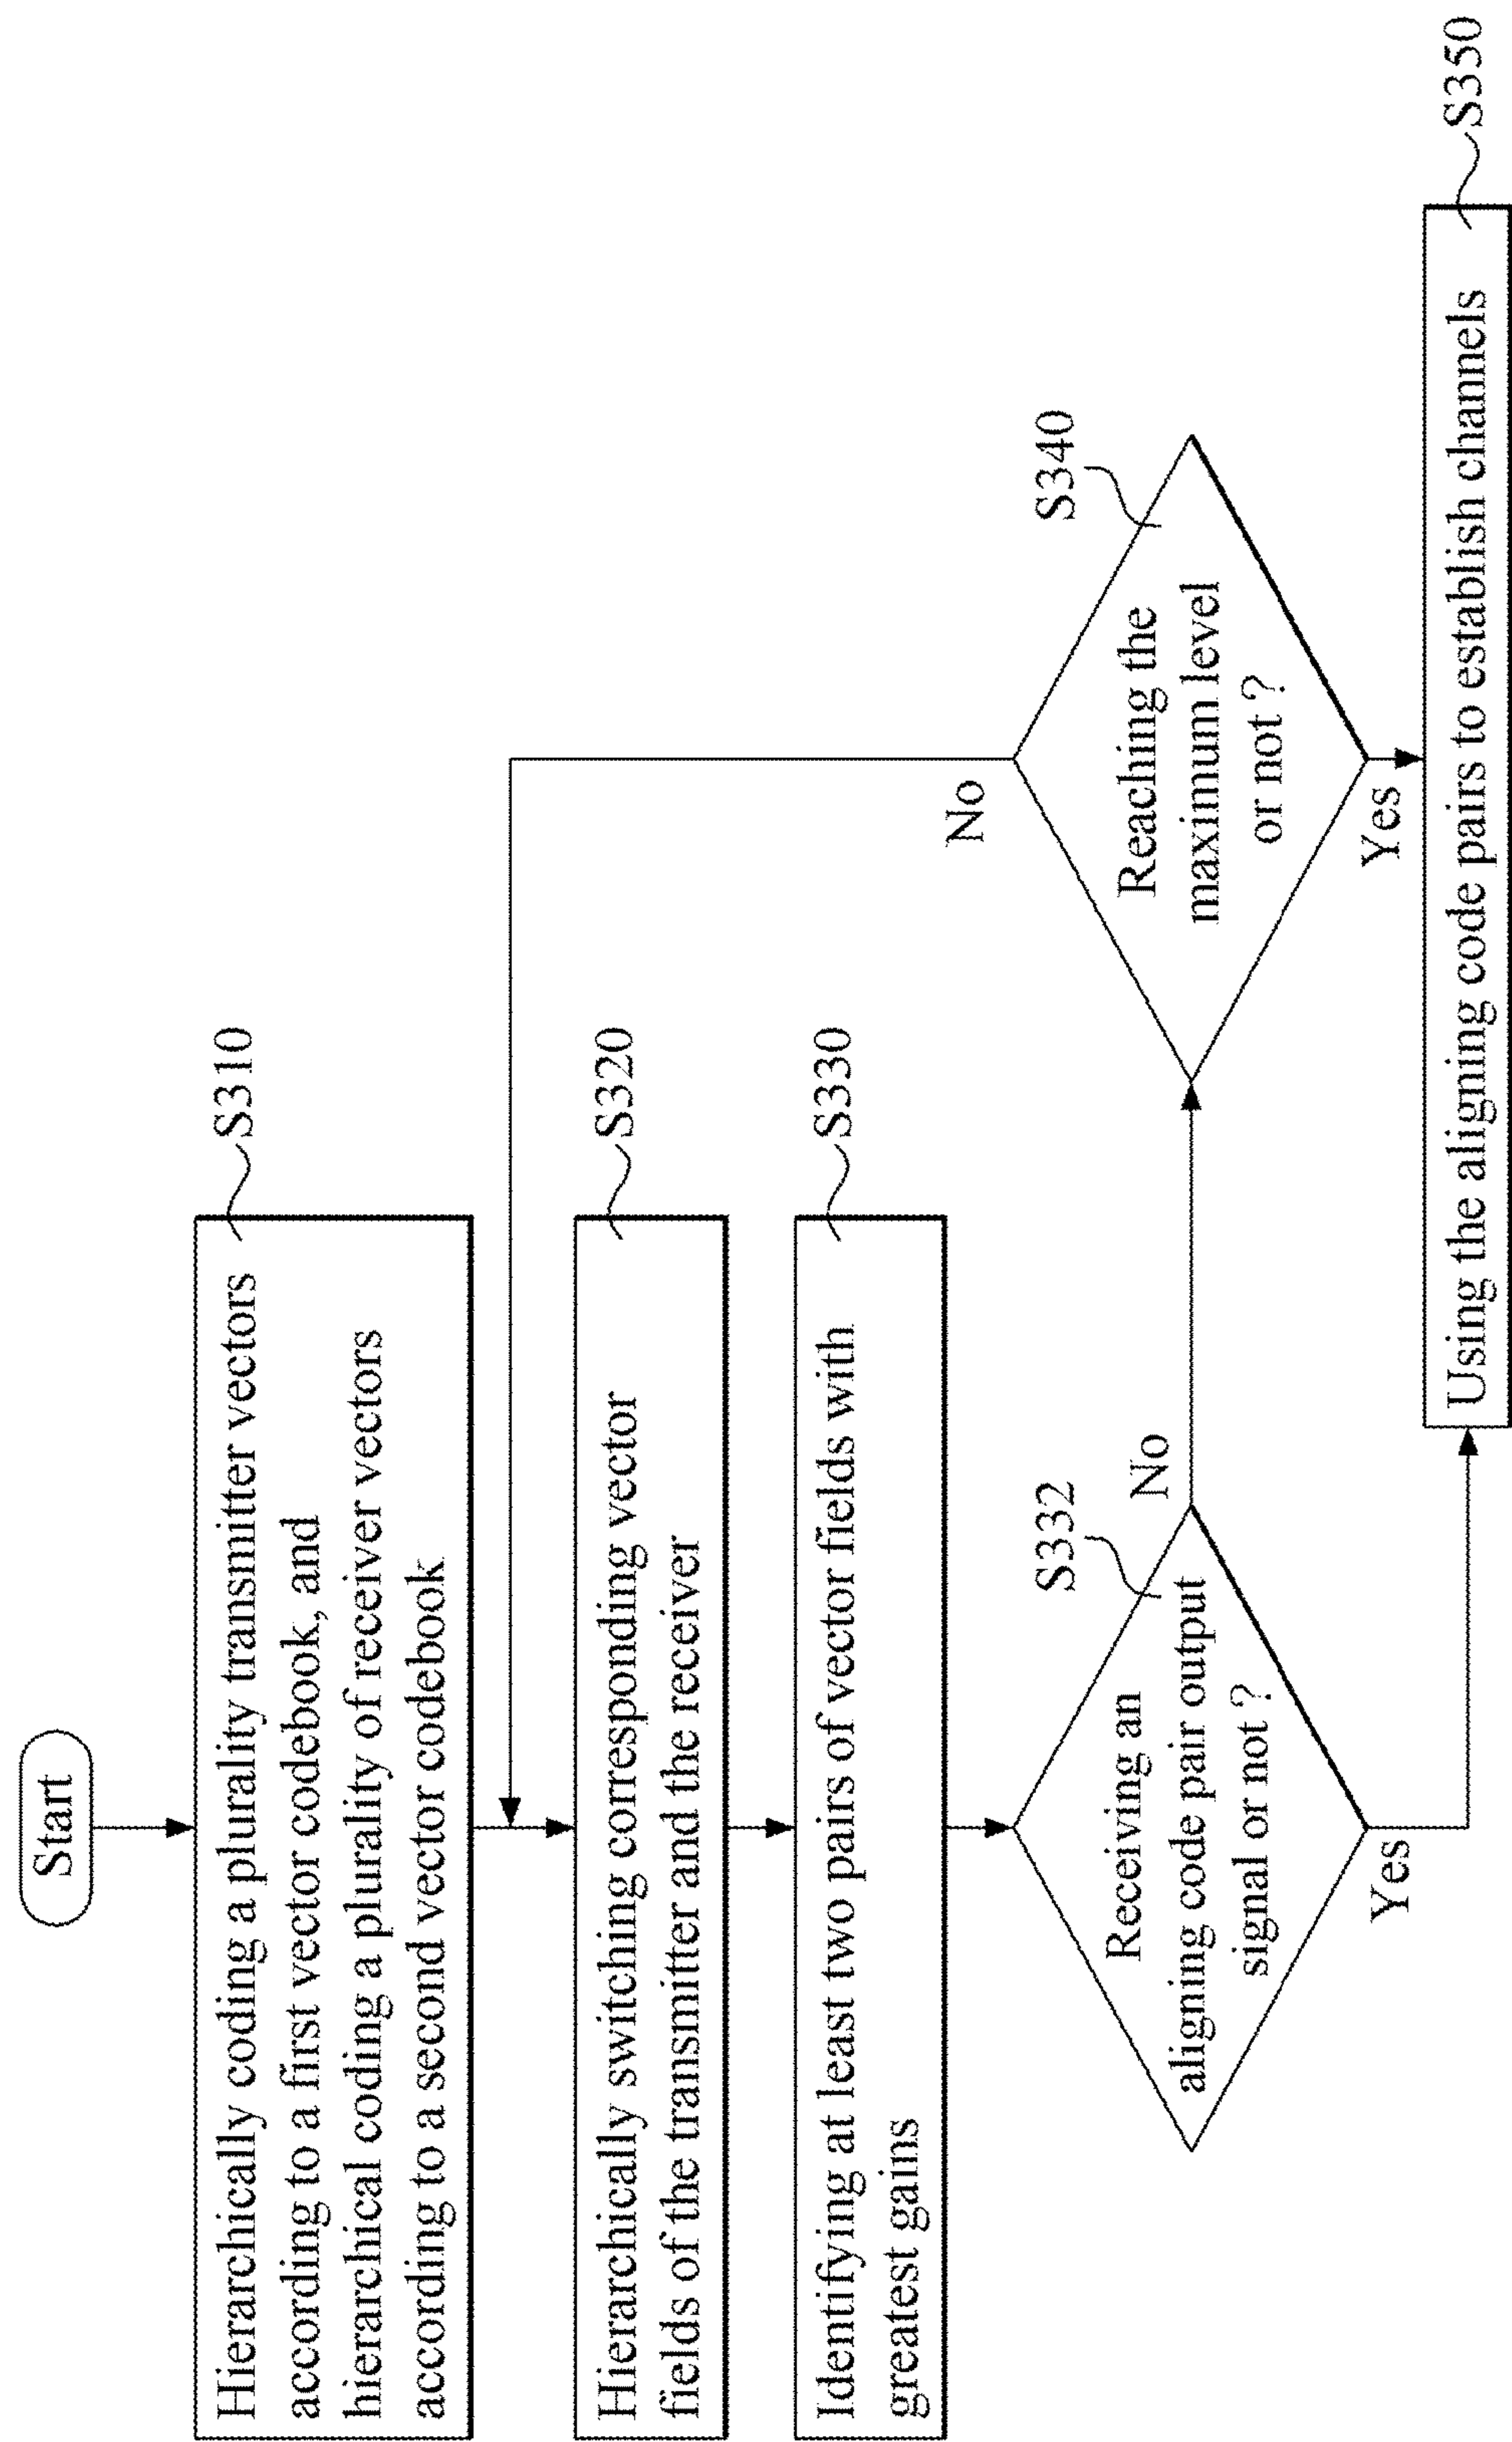 Start
Hierarchically coding a plurality transmitter vectors
according to a first vector codebook, and
hierarchical coding a plurality of receiver vectors
according to a second vector codebook
S310
Hierarchically switching corresponding vector
fields of the transmitter and the receiver
S320
Identifying at least two pairs of vector fields with
greatest gains
S330
Receiving an
aligning code pair output
signal or not ?
S332
No
Yes
Reaching the
maximum level
or not ?
S340
No
Yes
Using the aligning code pairs to establish channels
S350